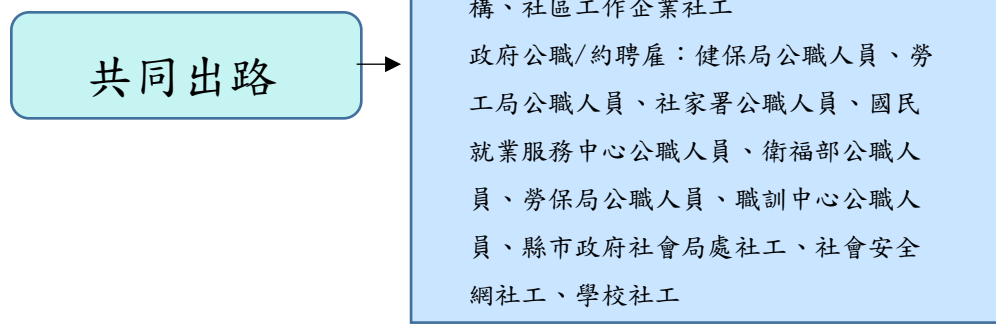 共同出路
構、社區工作企業社工
政府公職/約聘雇：健保局公職人員、勞
工局公職人員、社家署公職人員、國民
就業服務中心公職人員、衛福部公職人
員、勞保局公職人員、職訓中心公職人
員、縣市政府社會局處社工、社會安全
網社工、學校社工